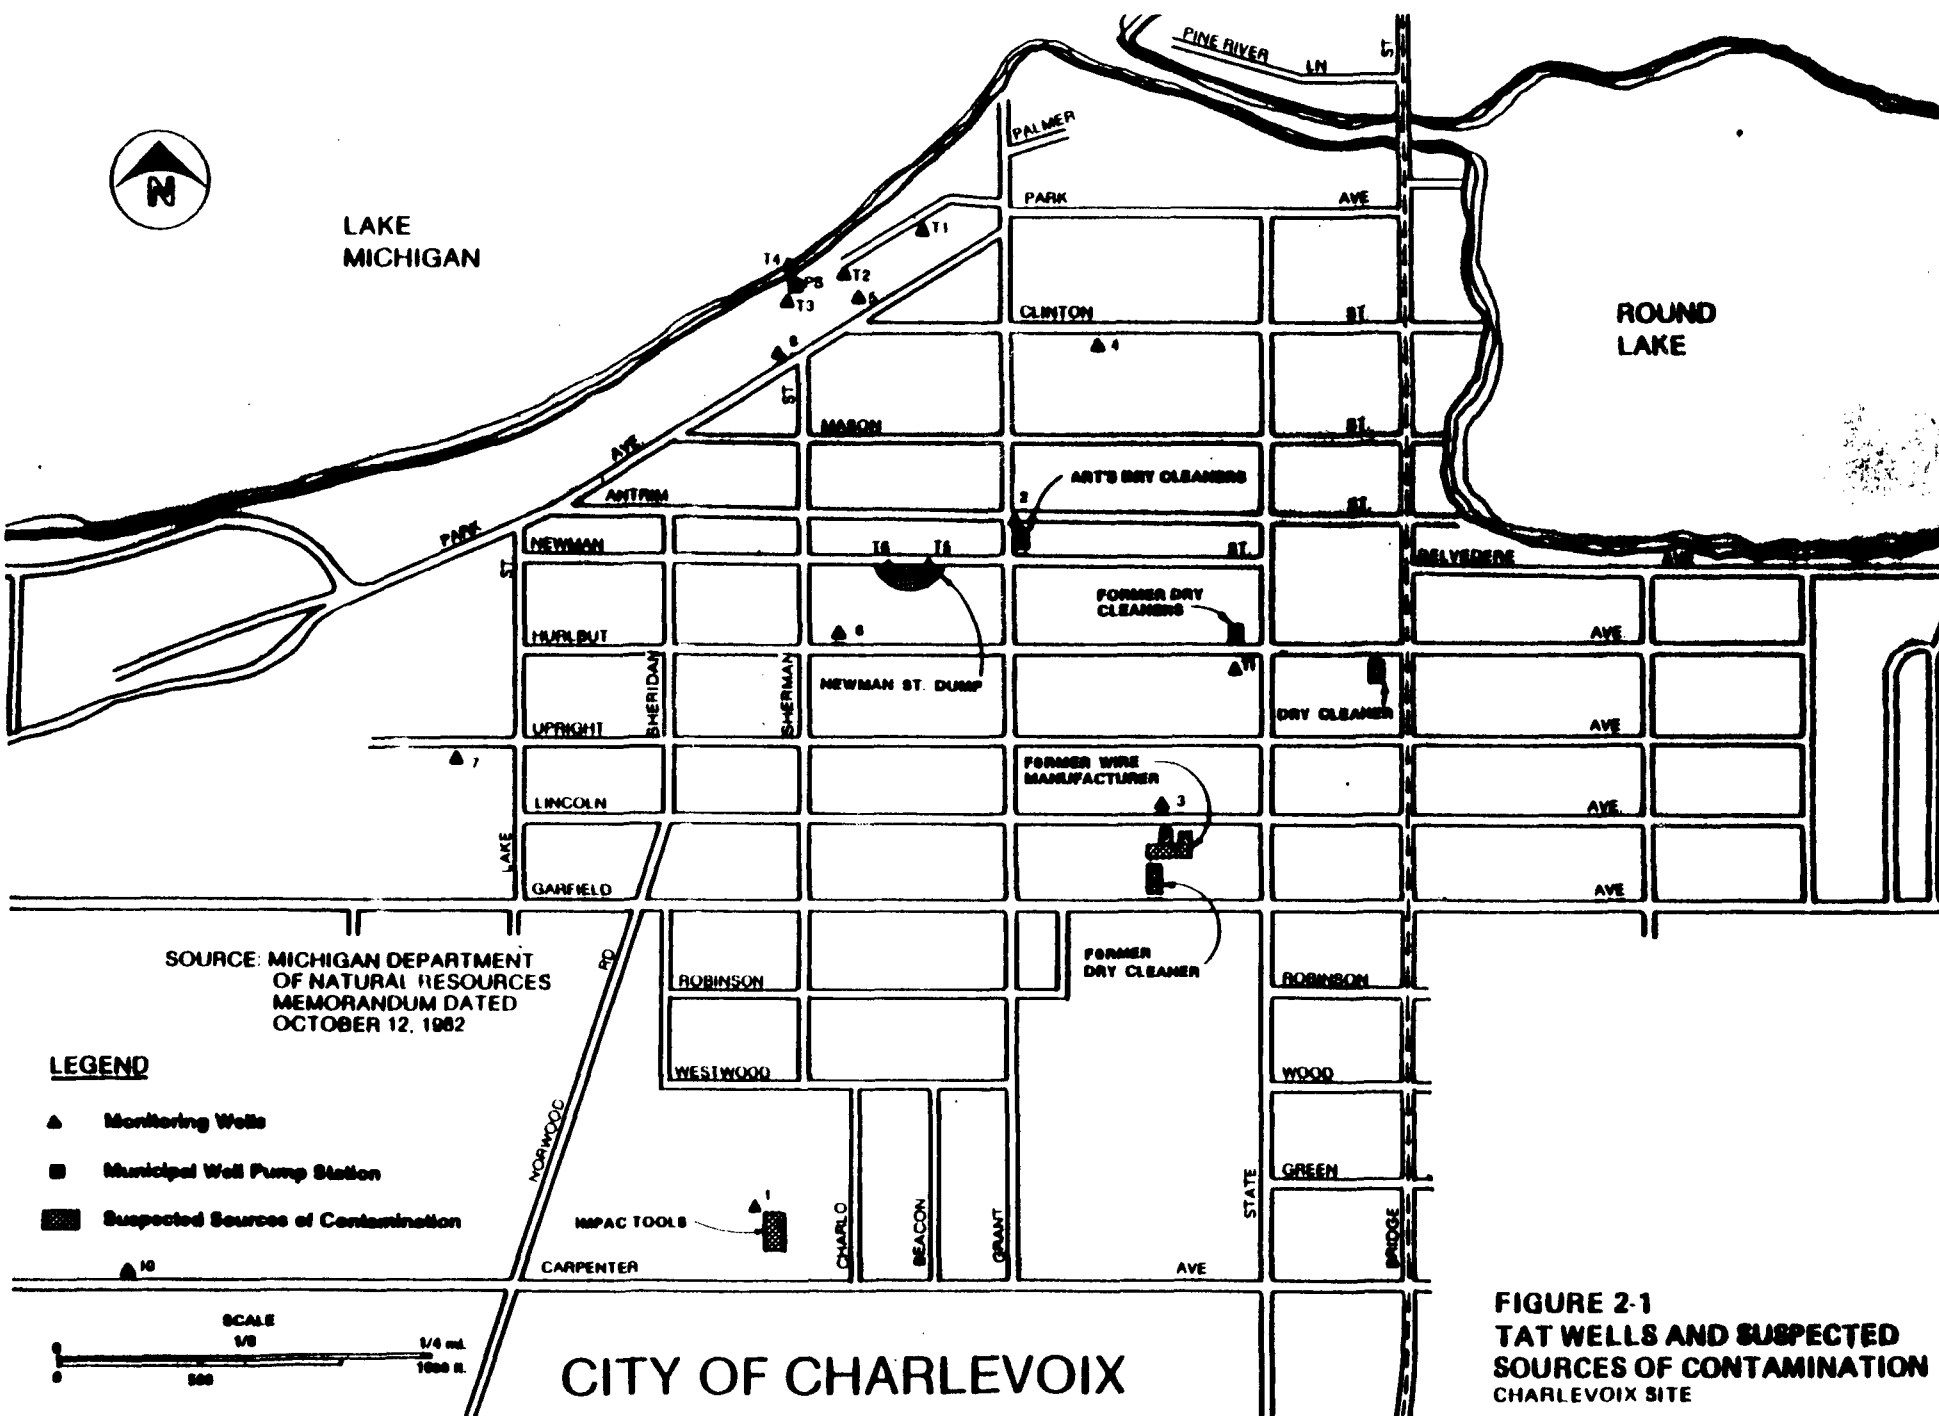 PINE RIVER
LN
ST
PALMER
N
LAKE
MICHIGAN
PARK
AVE
T1
T4
T2
PS
T3
5
CLINTON
ST.
ROUND
LAKE
4
ST
MASON
ST.
AVE.
ART'S DRY CLEANERS
2
ANTRIM
ST.
PARK
NEWMAN
T6
T5
ST.
BELVEDERE
AVE
ST
FORMER DRY
CLEANERS
HURLBUT
6
AVE.
11
SHERIDAN
SHERMAN
NEWMAN ST. DUMP
DRY CLEANER
UPRIGHT
AVE
7
FORMER WIRE
MANUFACTURER
3
LINCOLN
AVE.
LAKE
GARFIELD
AVE
SOURCE: MICHIGAN DEPARTMENT
OF NATURAL RESOURCES
MEMORANDUM DATED
OCTOBER 12, 1982
RD
FORMER
DRY CLEANER
ROBINSON
ROBINSON
LEGEND
WESTWOOD
WOOD
Monitoring Wells
NORWOOD
Municipal Well Pump Station
GREEN
STATE
1
Suspected Sources of Contamination
IMPAC TOOLS
CHARLO
BEACON
GRANT
BRIDGE
10
CARPENTER
AVE
SCALE
0 1/8 1/4 mi.
0 500 1000 ft.
CITY OF CHARLEVOIX
FIGURE 2-1
TAT WELLS AND SUSPECTED
SOURCES OF CONTAMINATION
CHARLEVOIX SITE